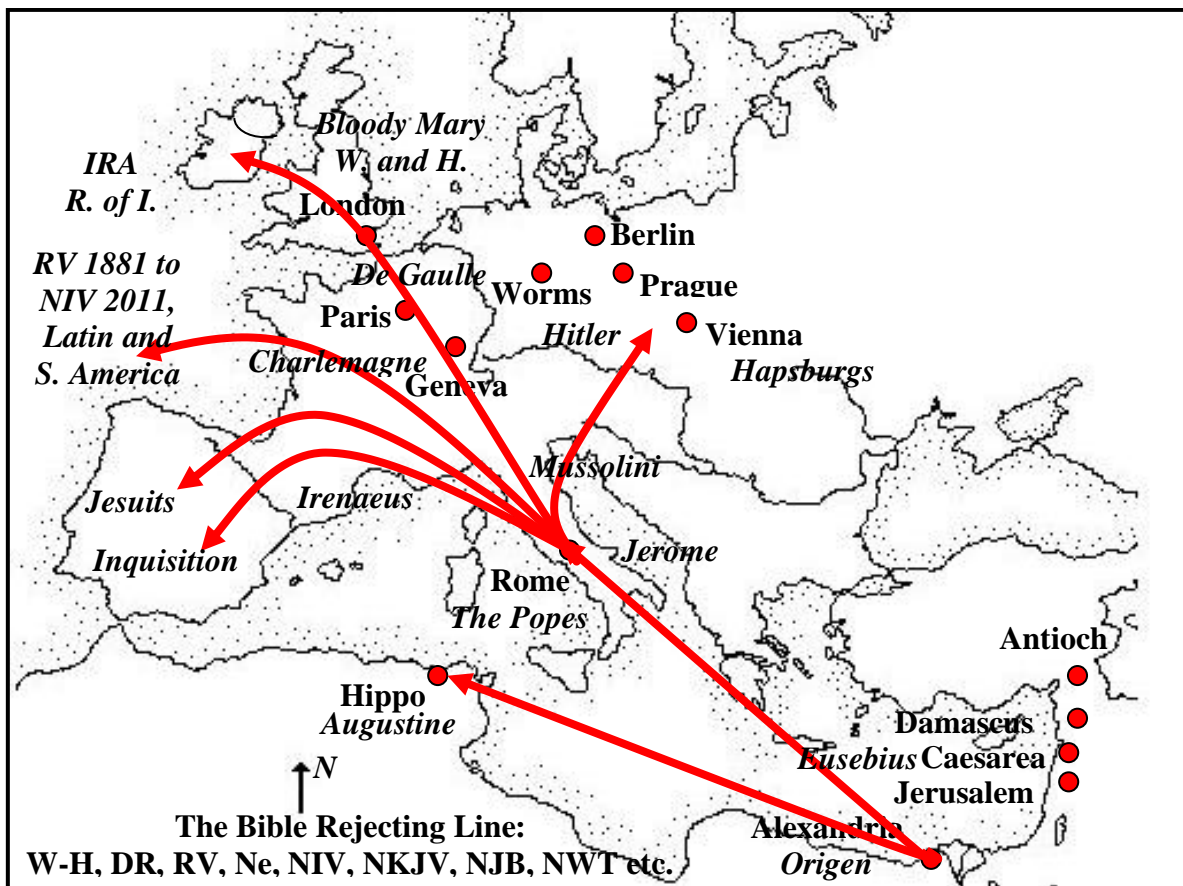 Bloody Mary
W. and H.
IRA
R. of I.
London
Berlin
RV 1881 to
NIV 2011,
Latin and
S. America
De Gaulle
Worms
Prague
Paris
Hitler
Vienna
Charlemagne
Hapsburgs
Geneva
Mussolini
Jesuits
Irenaeus
Inquisition
Jerome
Rome
The Popes
Antioch
Hippo
Augustine
Damascus
Eusebius Caesarea
Jerusalem
N
The Bible Rejecting Line:
W-H, DR, RV, Ne, NIV, NKJV, NJB, NWT etc.
Alexandria
Origen